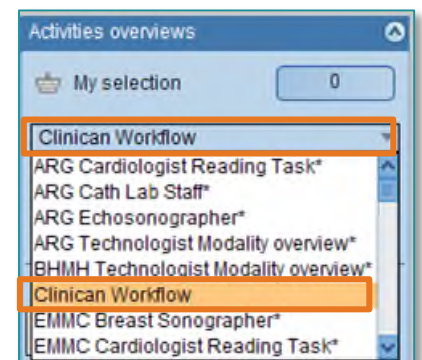 Activities overviews
My selection 0
Clinican Workflow
ARG Cardiologist Reading Task*
ARG Cath Lab Staff*
ARG Echosonographer*
ARG Technologist Modality overview*
BHMH Technologist Modality overview*
Clinican Workflow
EMMC Breast Sonographer*
EMMC Cardiologist Reading Task*